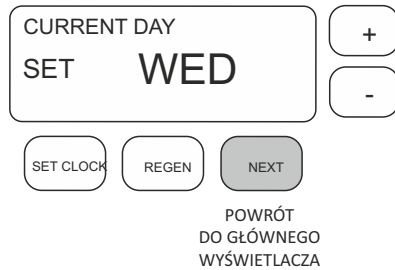 CURRENT DAY
SET WED
+
-
SET CLOCK
REGEN
NEXT
POWRÓT
DO GŁÓWNEGO
WYŚWIETLACZA